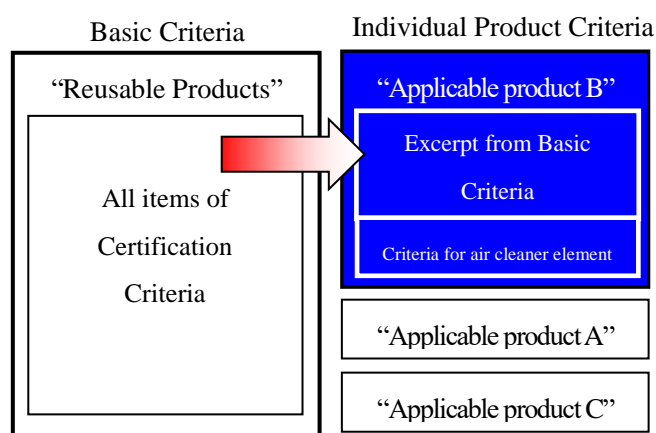 Basic Criteria
“Reusable Products”
All items of
Certification
Criteria
Individual Product Criteria
“Applicable product B”
Excerpt from Basic
Criteria
Criteria for air cleaner element
“Applicable product A”
“Applicable product C”